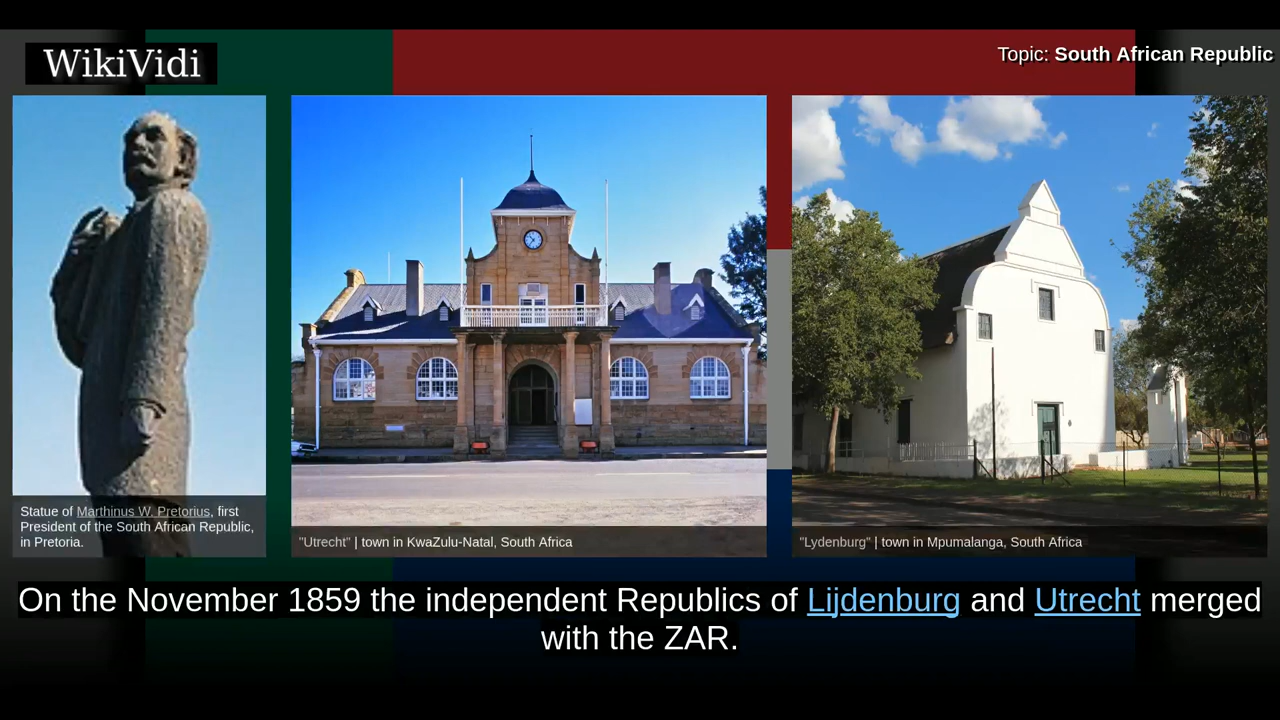 WikiVidi
Topic: South African Republic
Statue of Marthinus W. Pretorius, first
President of the South African Republic,
in Pretoria.
"Utrecht" | town in KwaZulu-Natal, South Africa
"Lydenburg" | town in Mpumalanga, South Africa
On the November 1859 the independent Republics of Lijdenburg and Utrecht merged
with the ZAR.